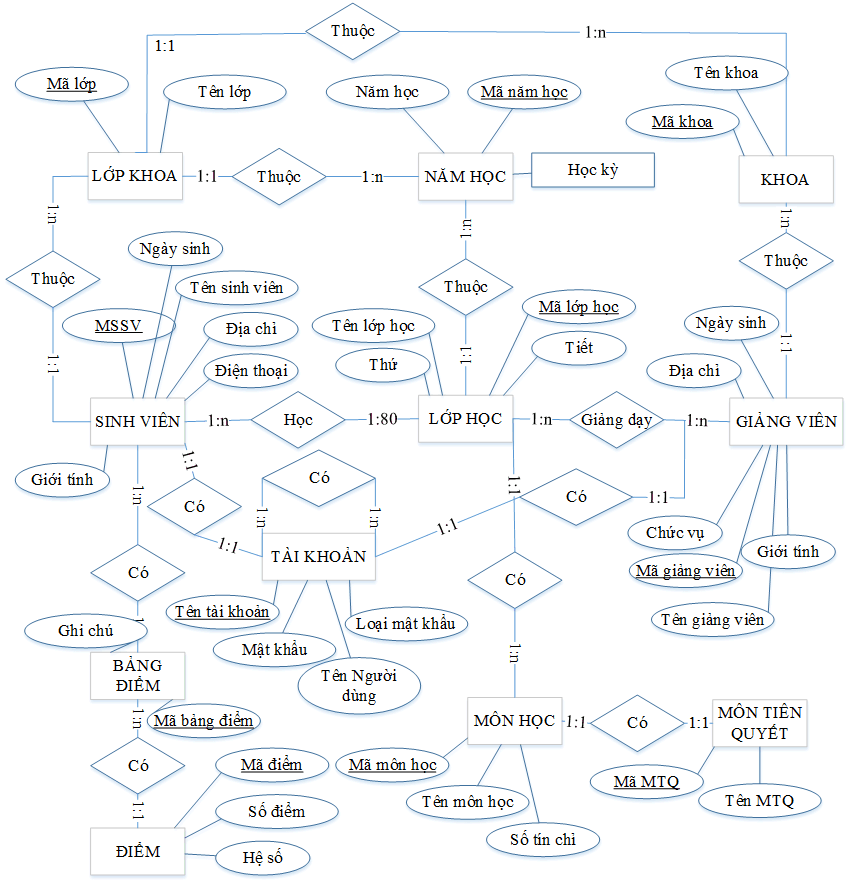 Thuộc
1:1
1:n
Mã lớp
Tên lớp
Năm học
Mã năm học
Tên khoa
Mã khoa
LỚP KHOA
1:1
Thuộc
1:n
NĂM HỌC
Học kỳ
KHOA
1:n
1:n
1:n
Thuộc
Ngày sinh
Tên sinh viên
MSSV
Địa chỉ
Điện thoại
1:1
Thuộc
1:1
Tên lớp học
Mã lớp học
Thứ
Tiết
Thuộc
Ngày sinh
Địa chỉ
1:1
SINH VIÊN
1:n
Học
1:80
LỚP HỌC
1:n
Giảng dạy
1:n
GIẢNG VIÊN
Giới tính
1:1
Có
1:1
1:n
Có
1:n
1:n
1:1
Có
1:1
1:1
Chức vụ
Giới tính
Mã giảng viên
Tên giảng viên
Có
TÀI KHOẢN
Tên tài khoản
Mật khẩu
Tên Người
dùng
Loại mật khẩu
Có
1:n
Ghi chú
BẢNG
ĐIỂM
Mã bảng điểm
1:n
Có
1:1
ĐIỂM
Mã điểm
Số điểm
Hệ số
MÔN HỌC
1:1
Có
1:1
MÔN TIÊN
QUYẾT
Mã môn học
Tên môn học
Số tín chỉ
Mã MTQ
Tên MTQ